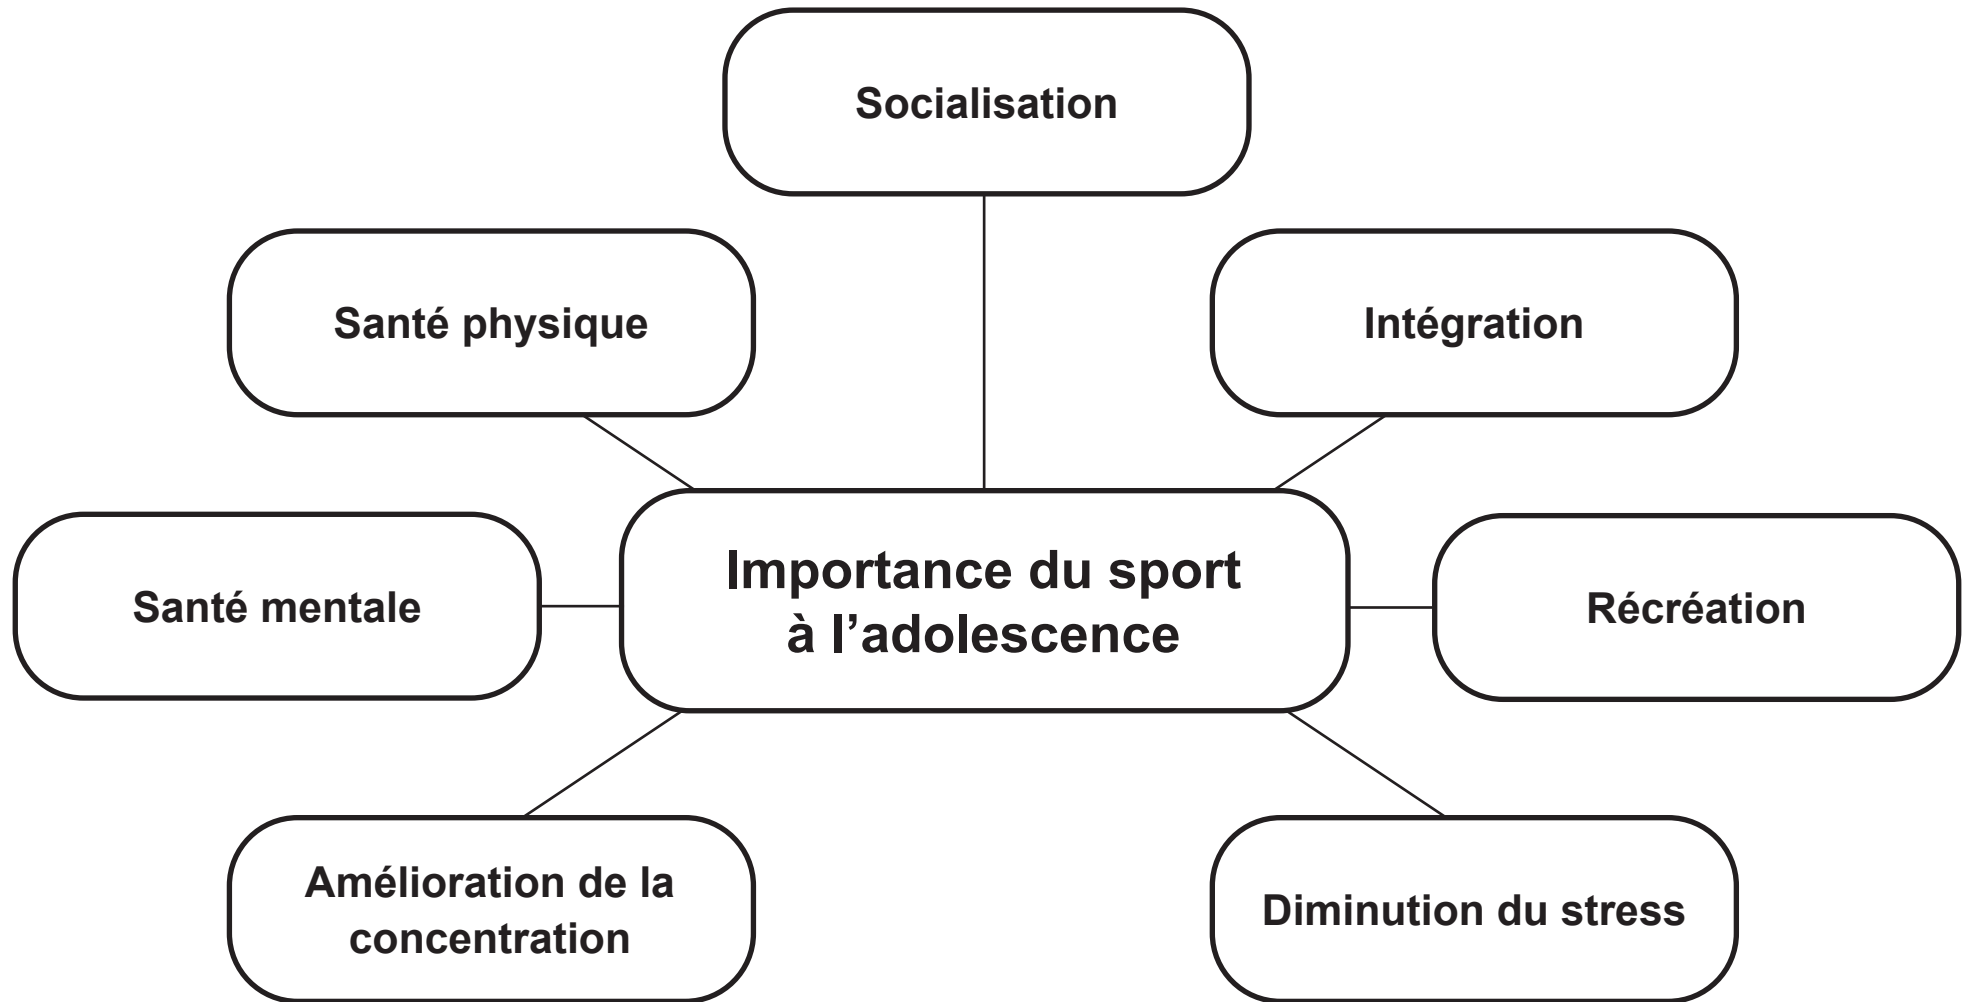 Socialisation
Santé physique
Intégration
Importance du sport
à l’adolescence
Santé mentale
Récréation
Amélioration de la
concentration
Diminution du stress